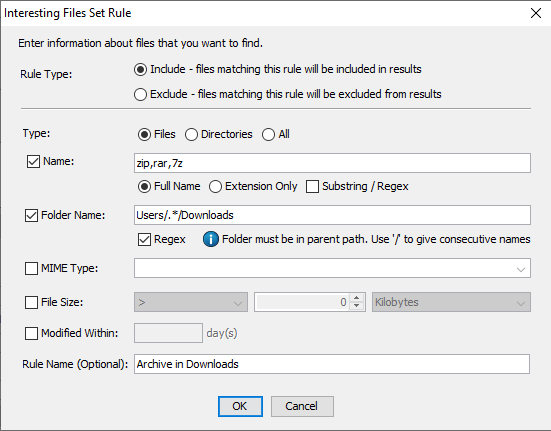 Interesting Files Set Rule
Enter information about files that you want to find.
Rule Type: Include - files matching this rule will be included in results
Exclude - files matching this rule will be excluded from results
Type: Files Directories All
Name: zip,rar,7z
Full Name Extension Only Substring / Regex
Folder Name: Users/.*/Downloads
Regex Folder must be in parent path. Use '/' to give consecutive names
MIME Type:
File Size: > 0 Kilobytes
Modified Within: day(s)
Rule Name (Optional): Archive in Downloads
OK Cancel